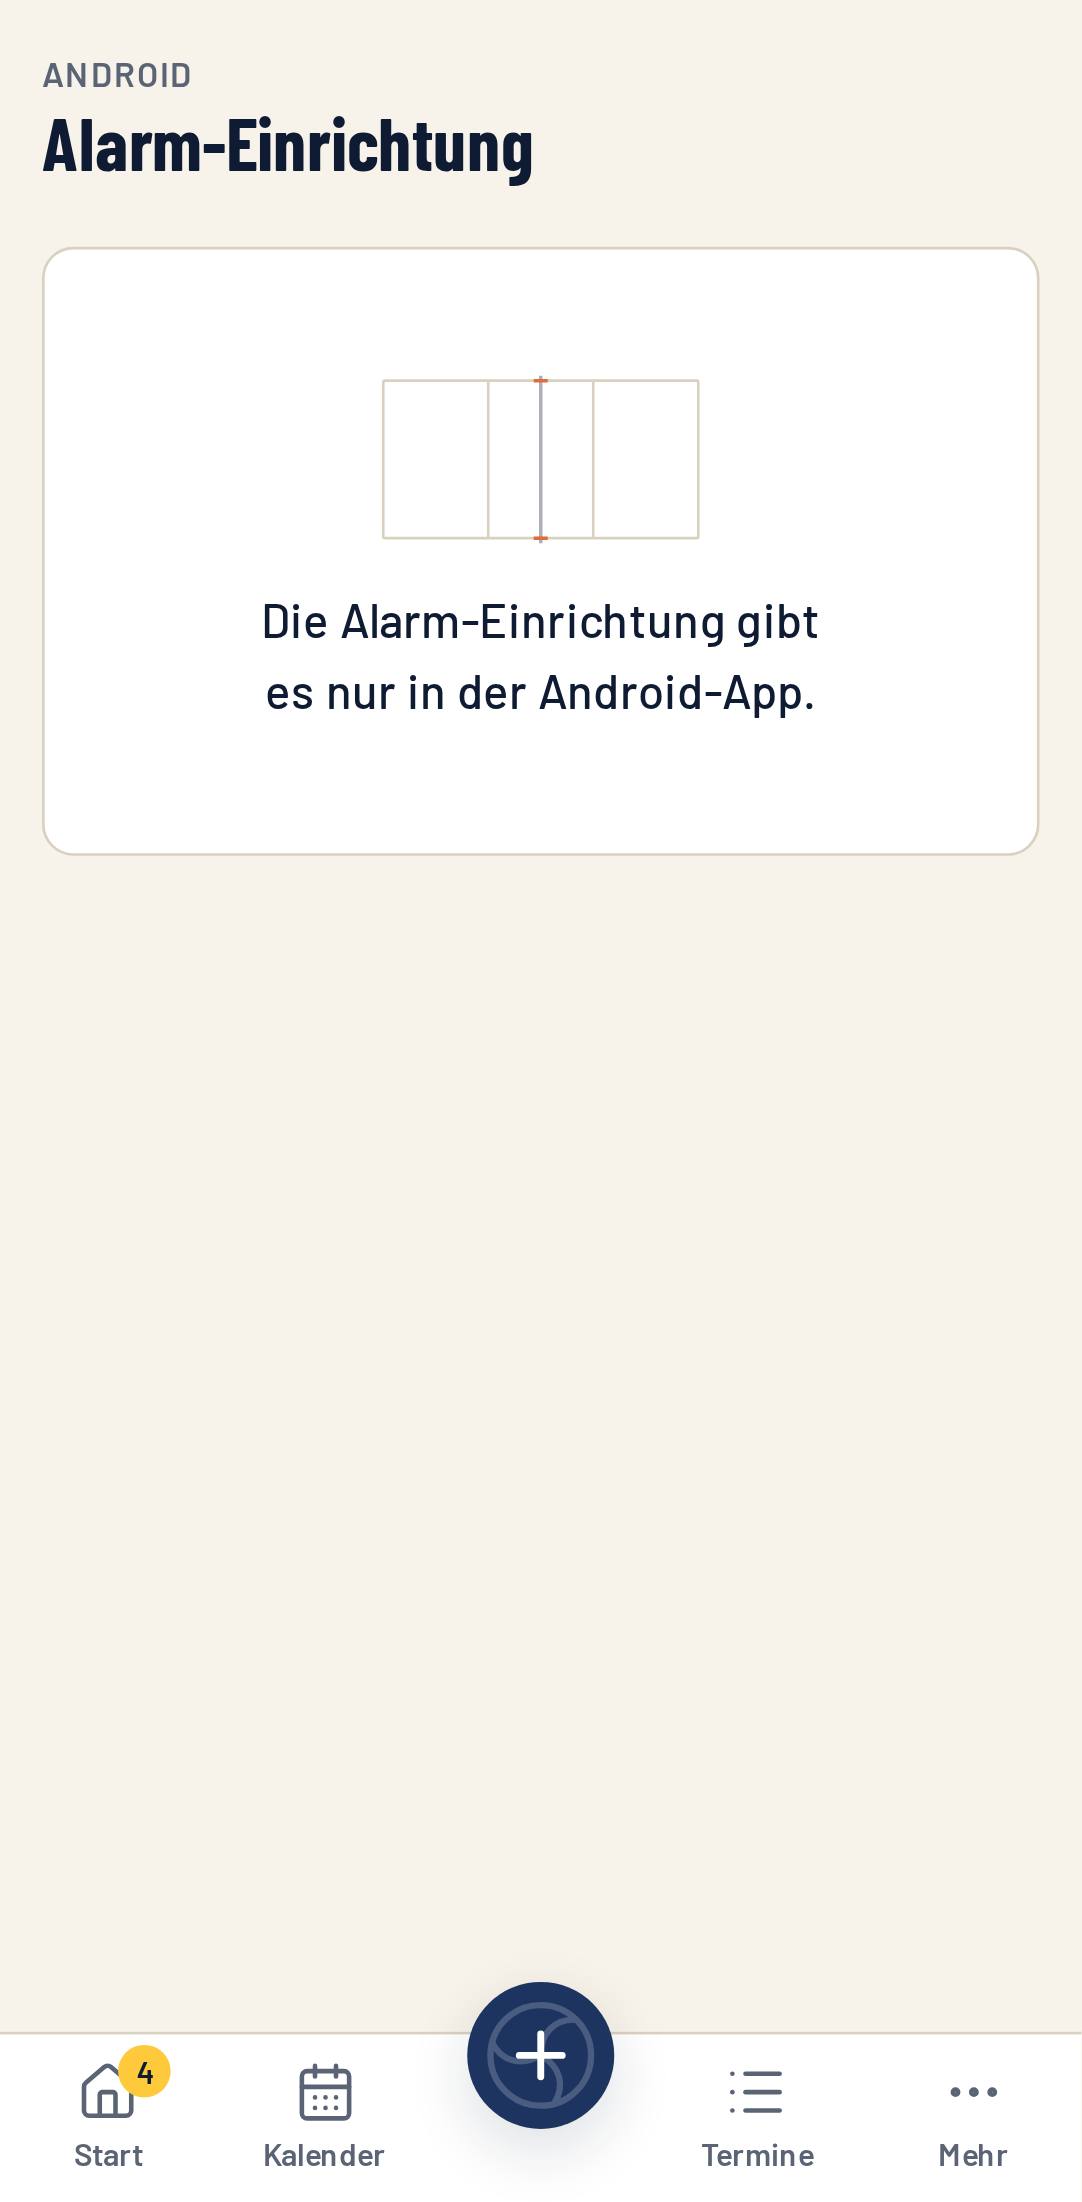 ANDROID
Alarm-Einrichtung
Die Alarm-Einrichtung gibt
es nur in der Android-App.
4
Start
Kalender
Termine
Mehr